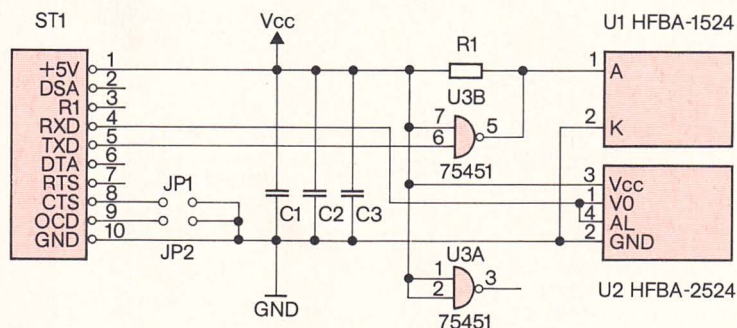 ST1
Vcc
U1 HFBA-1524
+5V 1
DSA 2
R1 3
RXD 4
TXD 5
DTA 6
RTS 7
CTS 8
OCD 9
GND 10
JP1
JP2
C1 C2 C3
GND
R1
U3B
7
6
5
75451
U3A
1
2
3
75451
1 A
2 K
3 Vcc
1 V0
4 AL
2 GND
U2 HFBA-2524